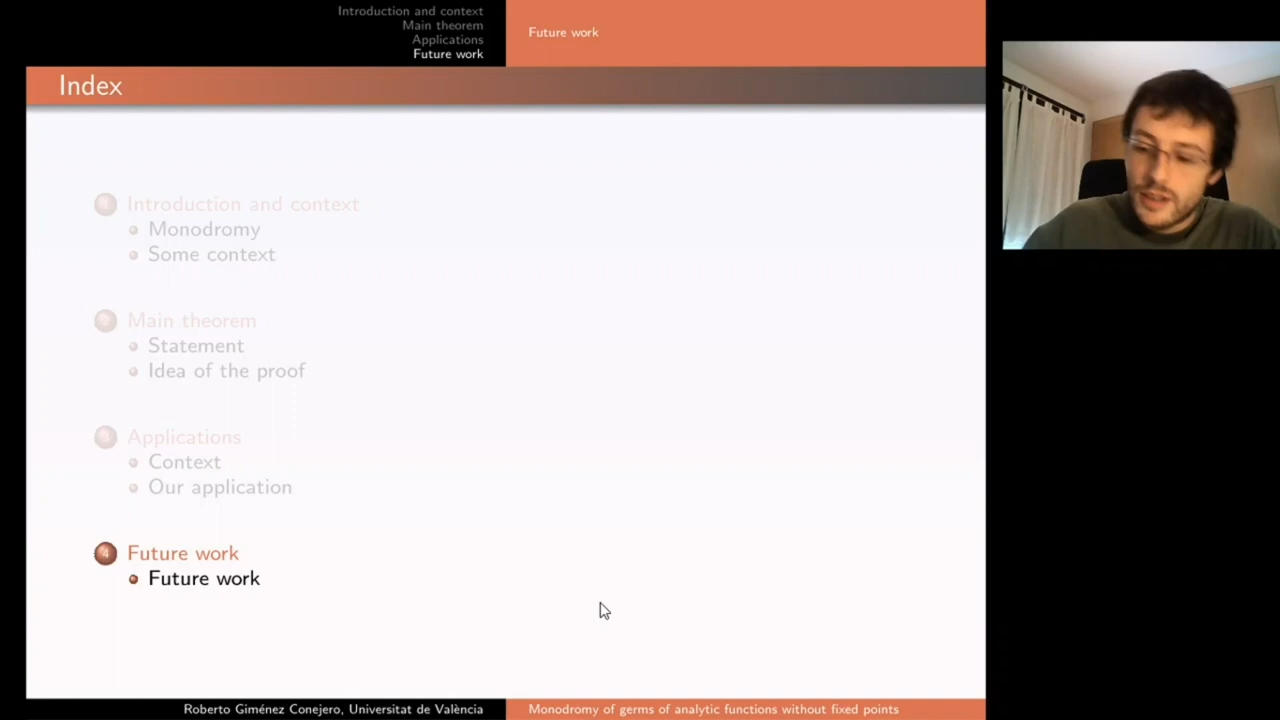 Introduction and context
Main theorem
Applications
Future work
Future work
Index
1 Introduction and context
Monodromy
Some context
2 Main theorem
Statement
Idea of the proof
3 Applications
Context
Our application
4 Future work
Future work
Roberto Giménez Conejero, Universitat de València
Monodromy of germs of analytic functions without fixed points